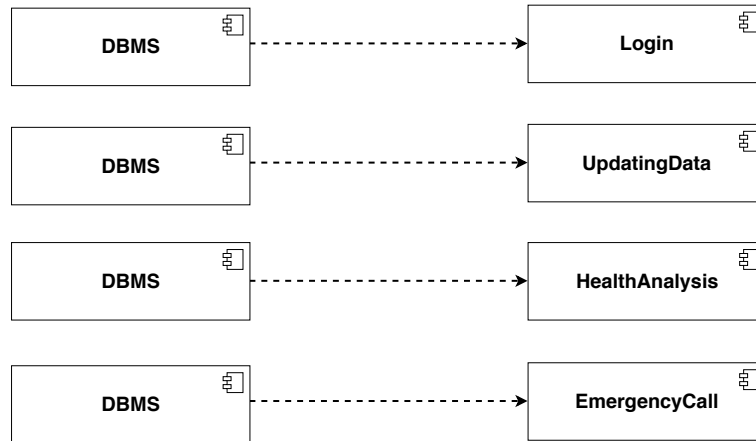 DBMS
Login
DBMS
UpdatingData
DBMS
HealthAnalysis
DBMS
EmergencyCall